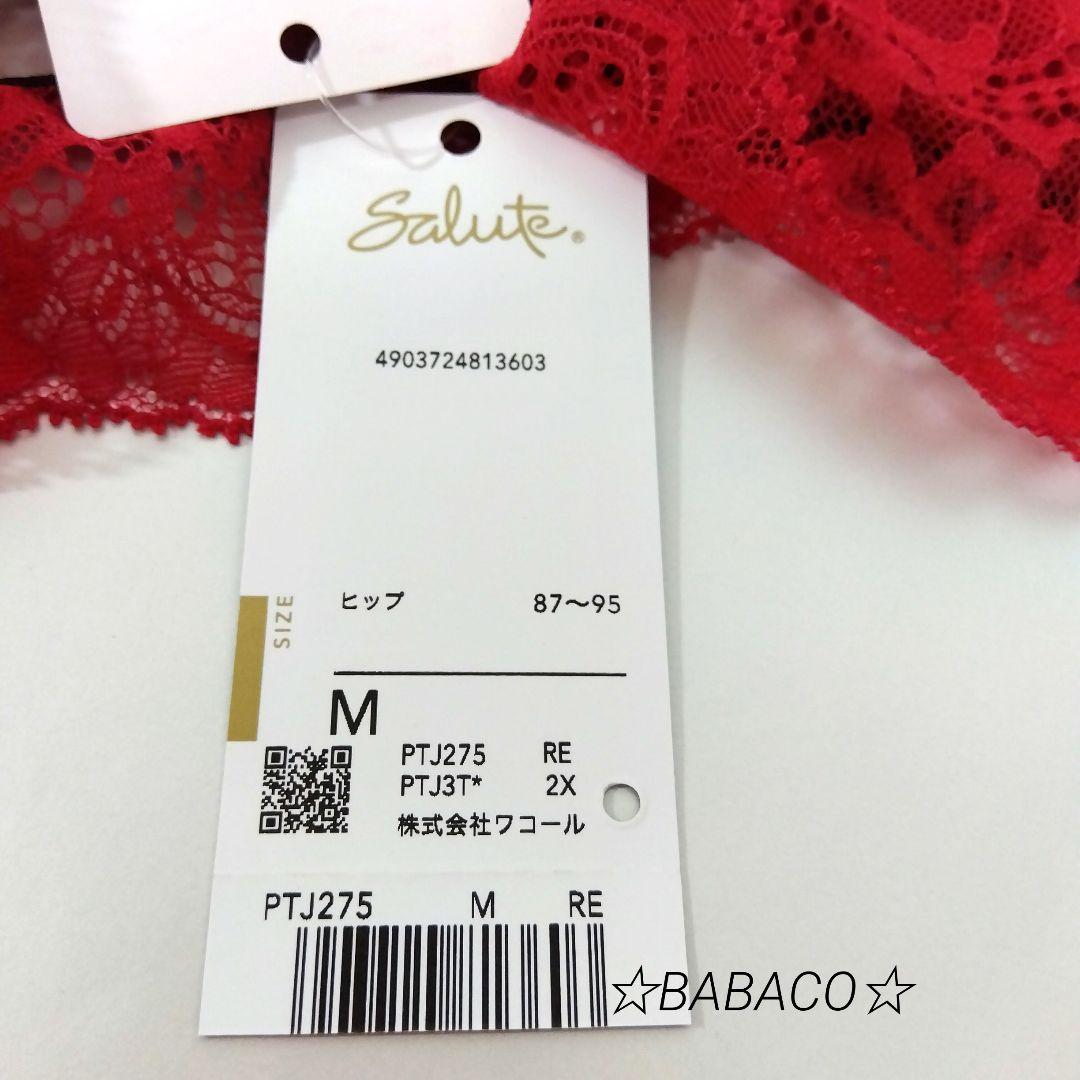 Salute®
4903724813603
SIZE
ヒップ 87〜95
M
PTJ275 RE
PTJ3T* 2X
株式会社ワコール
PTJ275 M RE
☆BABACO☆